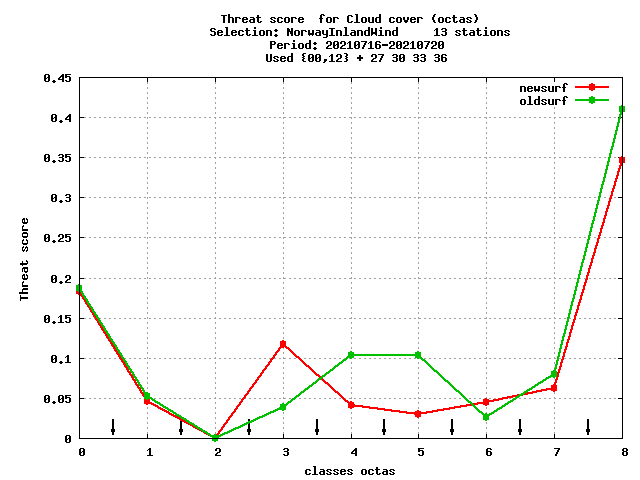 Threat score  for Cloud cover (octas)
Selection: NorwayInlandWind     13 stations
Period: 20210716-20210720
Used {00,12} + 27 30 33 36
newsurf
oldsurf
0.45
0.4
0.35
0.3
0.25
0.2
0.15
0.1
0.05
0
Threat score
0 1 2 3 4 5 6 7 8
classes octas